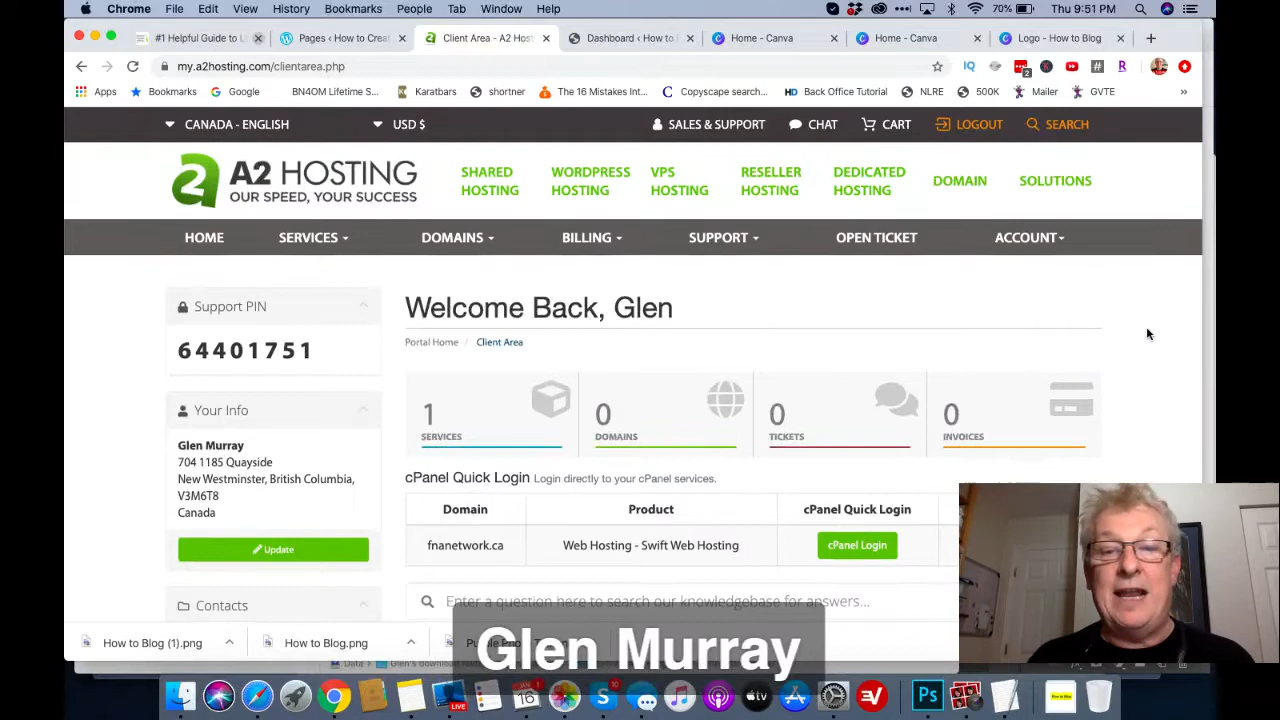 Chrome File Edit View History Bookmarks People Tab Window Help 70% Thu 9:51 PM
#1 Helpful Guide to L Pages ‹ How to Creat Client Area - A2 Host Dashboard ‹ How to Home - Canva Home - Canva Logo - How to Blog
my.a2hosting.com/clientarea.php
Apps Bookmarks Google BN4OM Lifetime S... Karatbars shortner The 16 Mistakes Int... Copyscape search... Back Office Tutorial NLRE 500K Mailer GVTE »
CANADA - ENGLISH USD $ SALES & SUPPORT CHAT CART LOGOUT SEARCH
A2 HOSTING
OUR SPEED, YOUR SUCCESS
SHARED HOSTING WORDPRESS HOSTING VPS HOSTING RESELLER HOSTING DEDICATED HOSTING DOMAIN SOLUTIONS
HOME SERVICES DOMAINS BILLING SUPPORT OPEN TICKET ACCOUNT
Support PIN
64401751
Your Info
Glen Murray
704 1185 Quayside
New Westminster, British Columbia,
V3M6T8
Canada
Update
Contacts
Welcome Back, Glen
Portal Home / Client Area
1 SERVICES
0 DOMAINS
0 TICKETS
0 INVOICES
cPanel Quick Login Login directly to your cPanel services.
Domain Product cPanel Quick Login
fnanetwork.ca Web Hosting - Swift Web Hosting cPanel Login
Enter a question here to search our knowledgebase for answers...
How to Blog (1).png How to Blog.png
Glen Murray